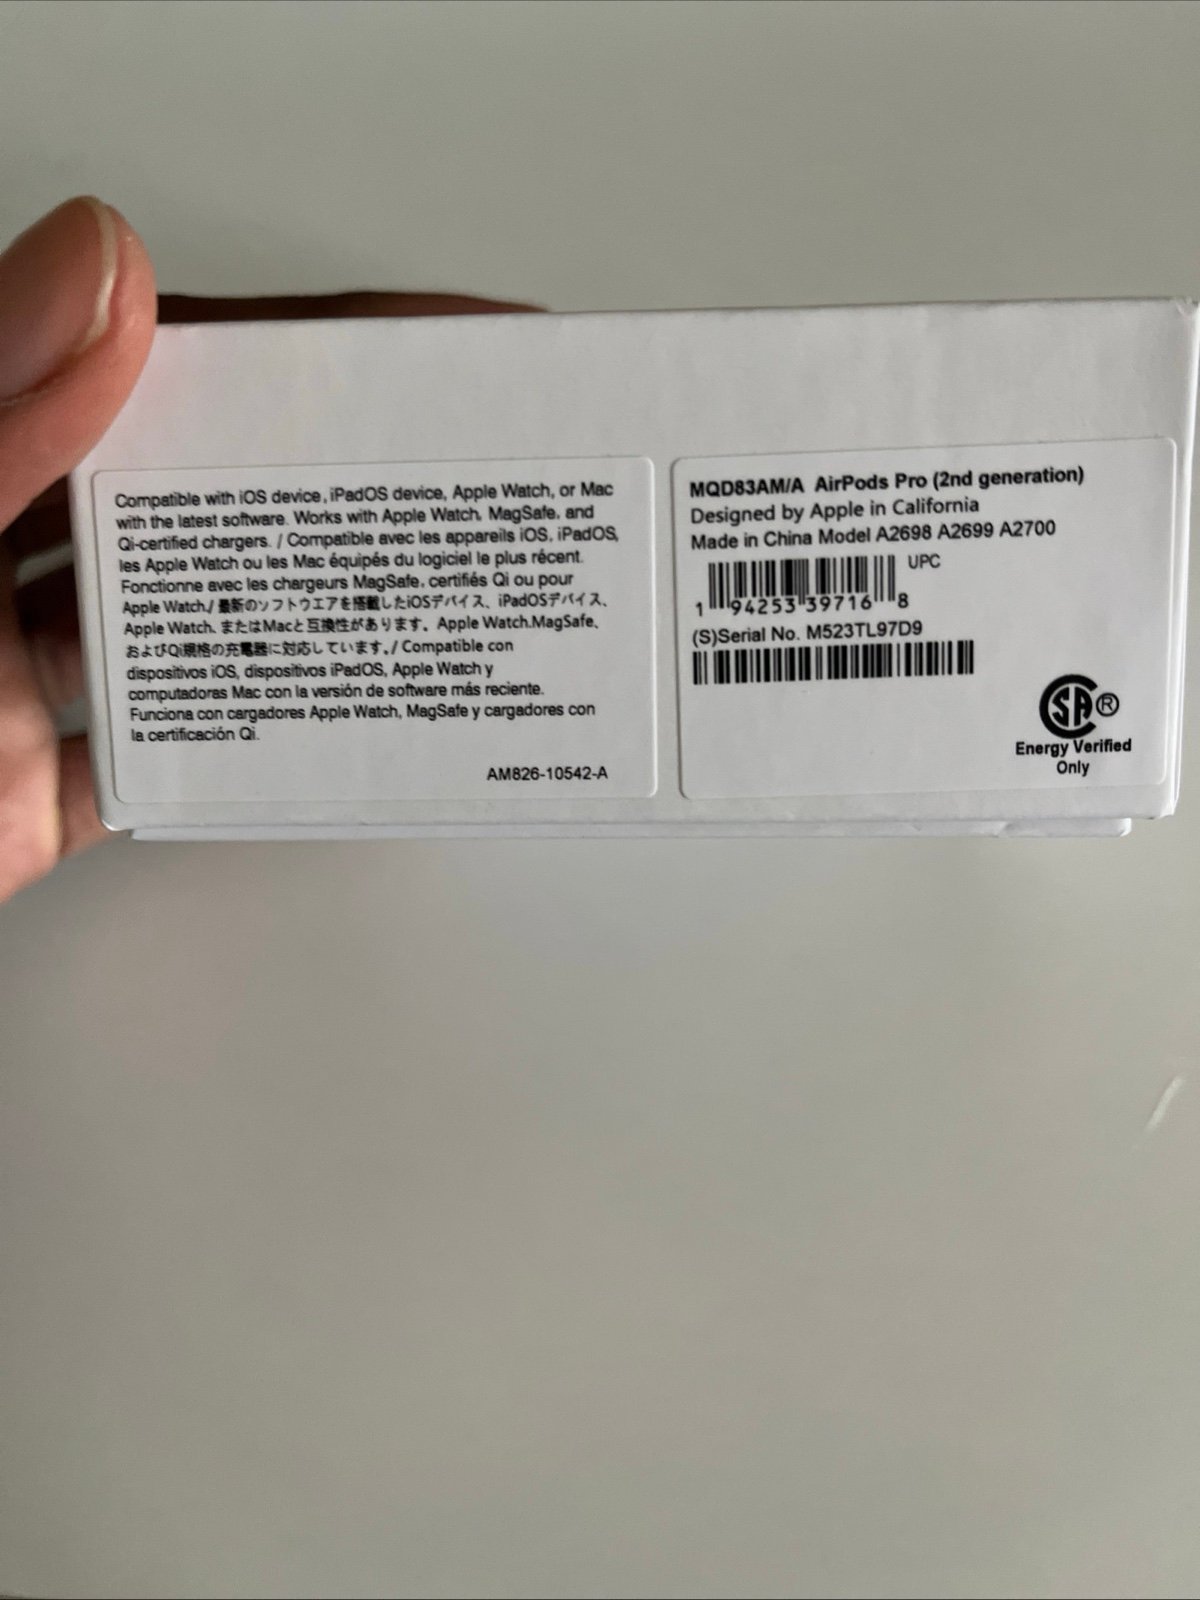 Compatible with iOS device, iPadOS device, Apple Watch, or Mac
with the latest software. Works with Apple Watch, MagSafe, and
Qi-certified chargers. / Compatible avec les appareils iOS, iPadOS,
les Apple Watch ou les Mac équipés du logiciel le plus récent.
Fonctionne avec les chargeurs MagSafe, certifiés Qi ou pour
Apple Watch./ 最新のソフトウエアを搭載したiOSデバイス、iPadOSデバイス、
Apple Watch、またはMacと互換性があります。Apple Watch.MagSafe、
およびQi規格の充電器に対応しています。/ Compatible con
dispositivos iOS, dispositivos iPadOS, Apple Watch y
computadoras Mac con la versión de software más reciente.
Funciona con cargadores Apple Watch, MagSafe y cargadores con
la certificación Qi.
AM826-10542-A
MQD83AM/A AirPods Pro (2nd generation)
Designed by Apple in California
Made in China Model A2698 A2699 A2700
UPC
1 94253 39716 8
(S)Serial No. M523TL97D9
SA®
Energy Verified
Only